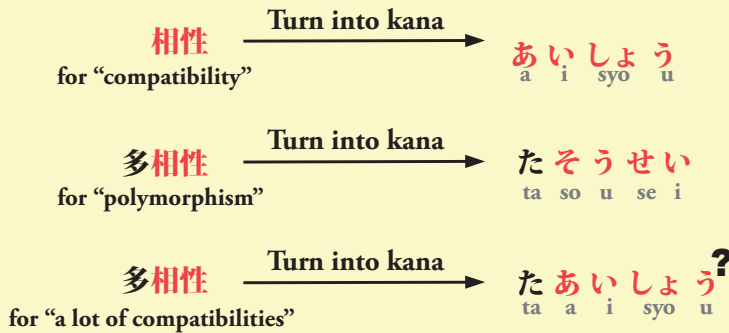 相性 Turn into kana あいしょう
for “compatibility” a i syo u
多相性 Turn into kana たそうせい
for “polymorphism” ta so u se i
多相性 Turn into kana たあいしょう?
for “a lot of compatibilities” ta a i syo u